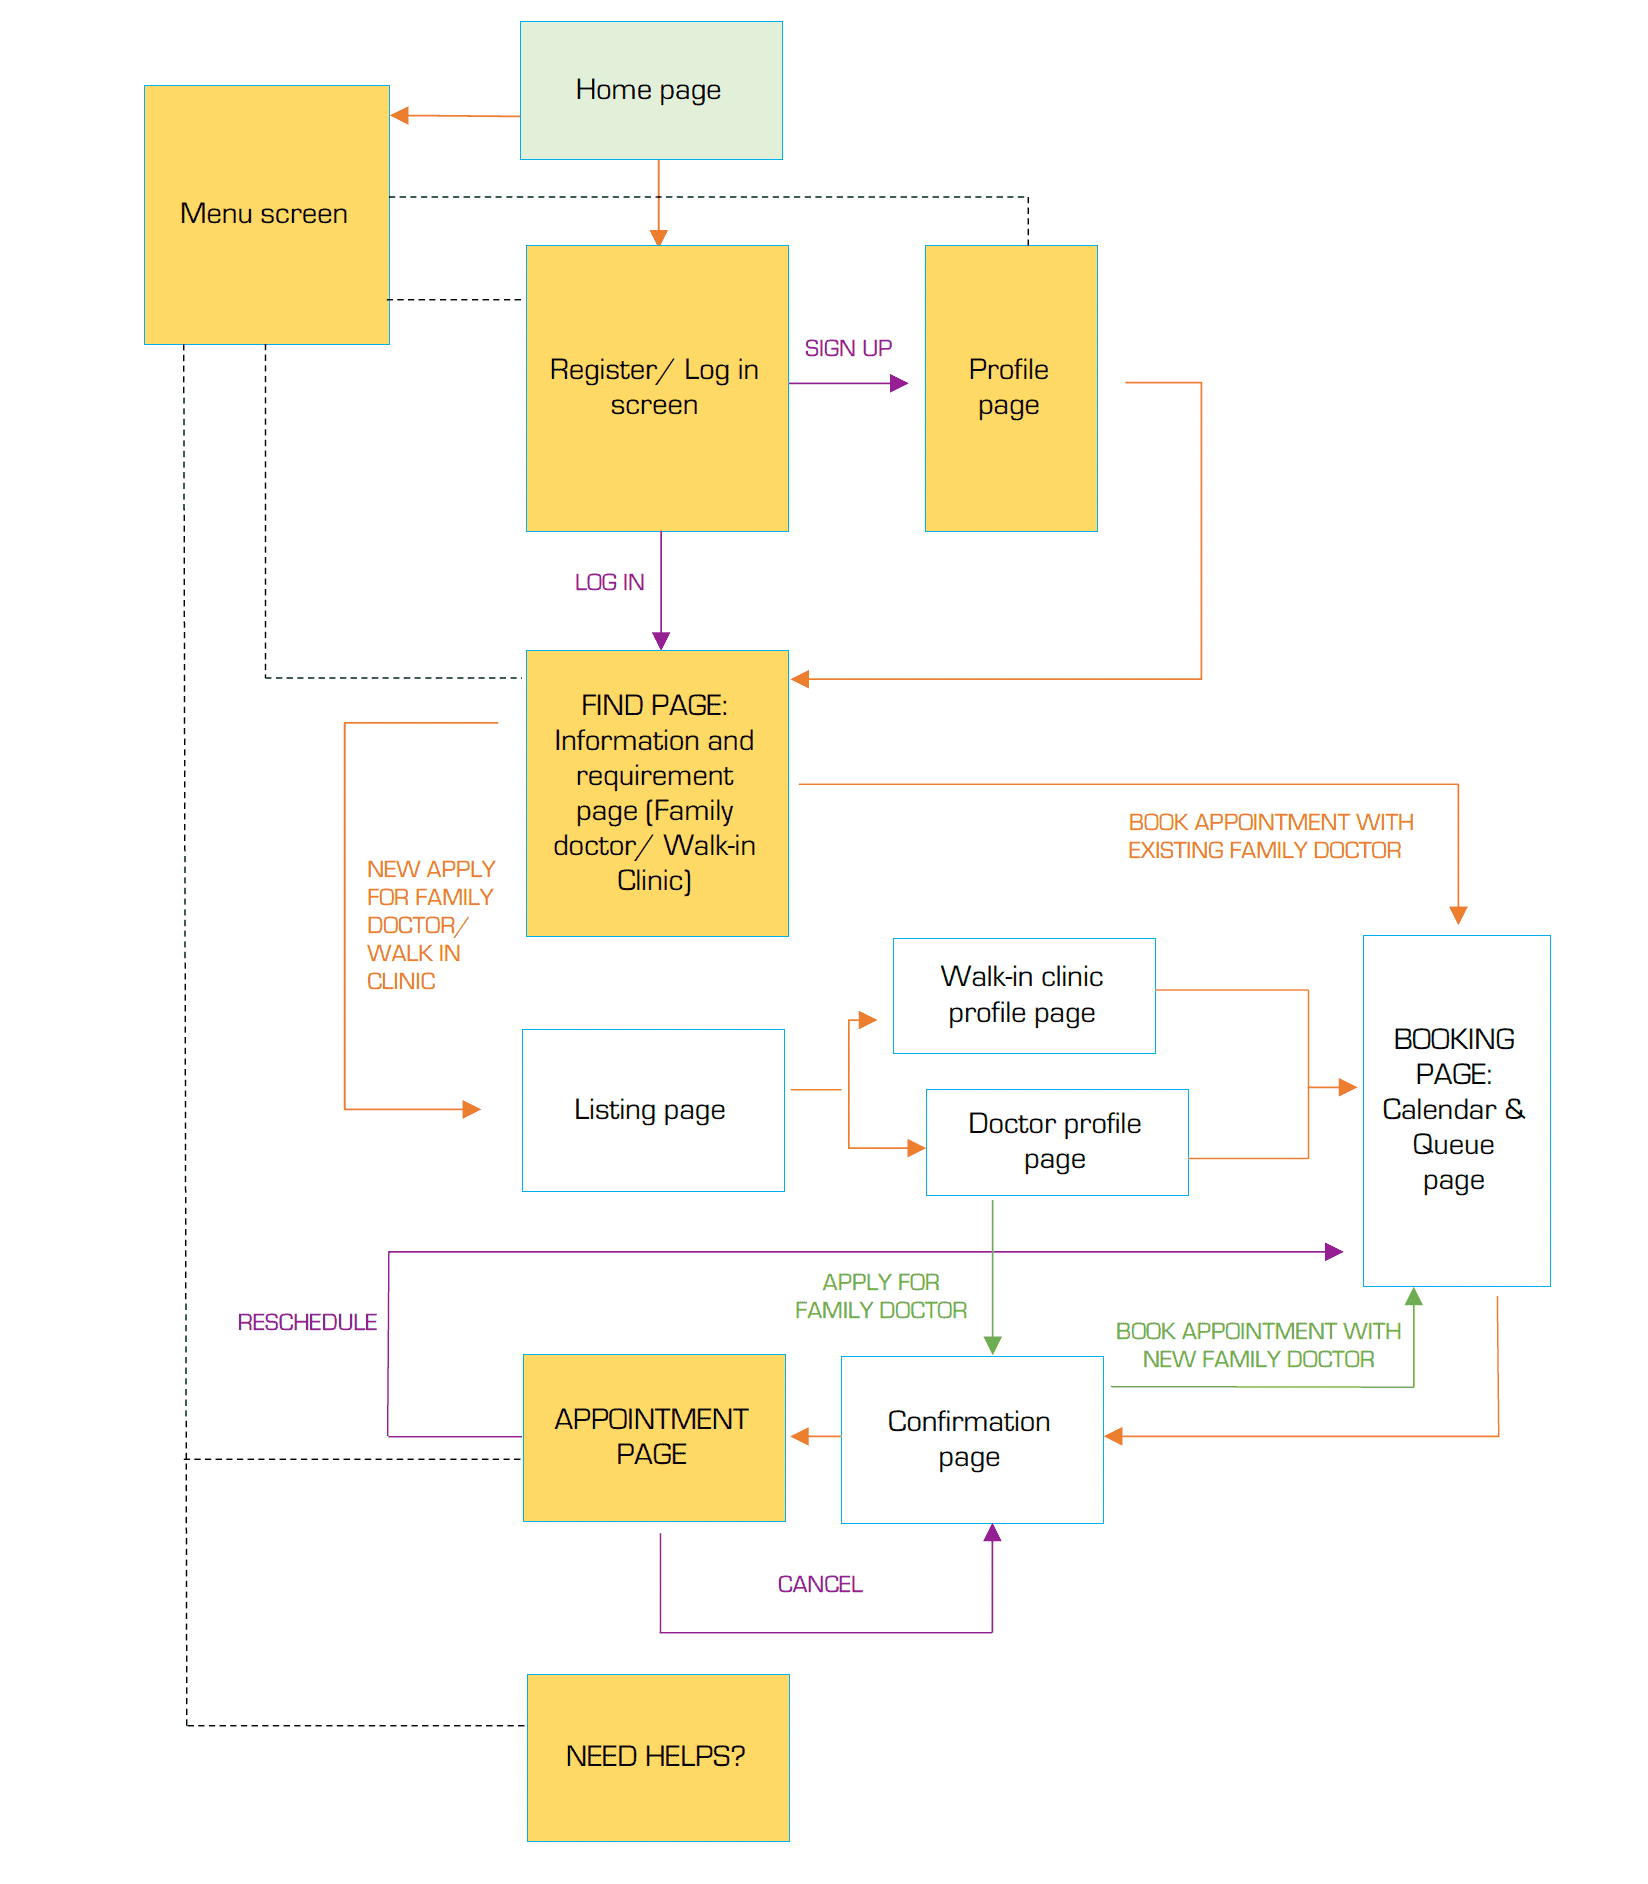 Home page
Menu screen
Register/ Log in
screen
SIGN UP
Profile
page
LOG IN
FIND PAGE:
Information and
requirement
page (Family
doctor/ Walk-in
Clinic)
BOOK APPOINTMENT WITH
EXISTING FAMILY DOCTOR
NEW APPLY
FOR FAMILY
DOCTOR/
WALK IN
CLINIC
Walk-in clinic
profile page
BOOKING
PAGE:
Calendar &
Queue
page
Listing page
Doctor profile
page
APPLY FOR
FAMILY DOCTOR
RESCHEDULE
BOOK APPOINTMENT WITH
NEW FAMILY DOCTOR
APPOINTMENT
PAGE
Confirmation
page
CANCEL
NEED HELPS?